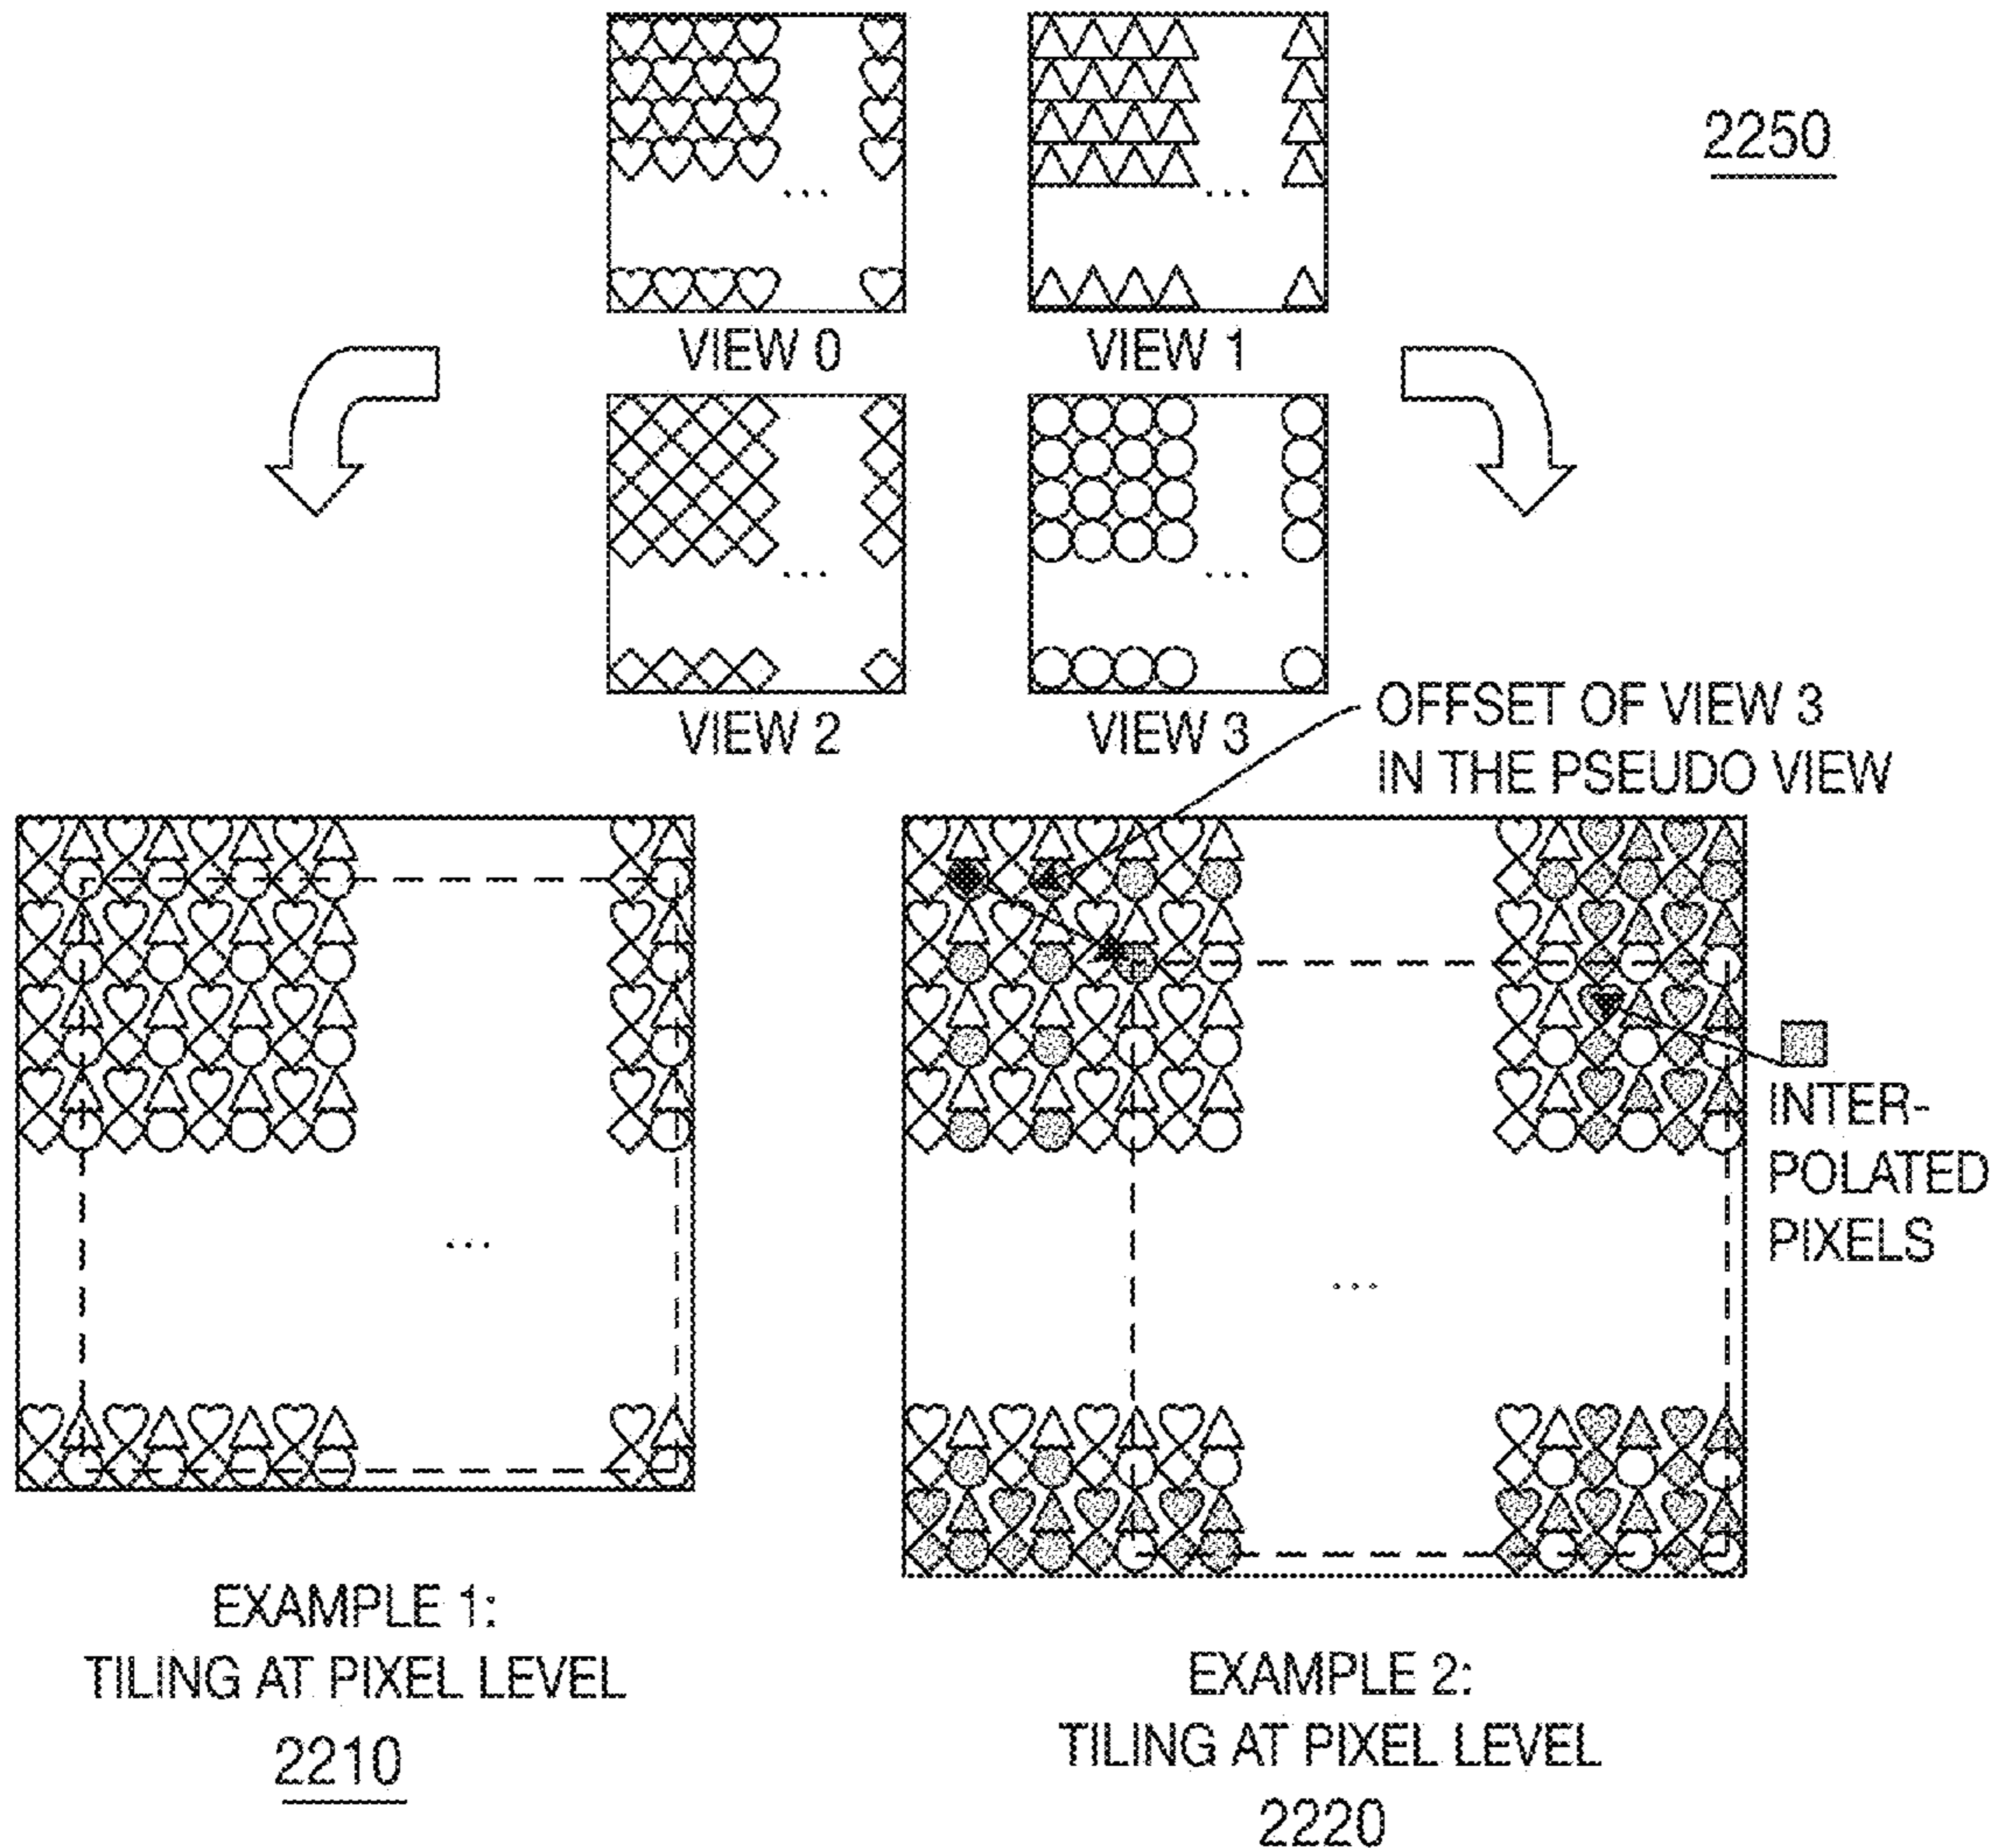 2250
VIEW 0
VIEW 1
VIEW 2
VIEW 3
OFFSET OF VIEW 3
IN THE PSEUDO VIEW
INTER-
POLATED
PIXELS
EXAMPLE 1:
TILING AT PIXEL LEVEL
2210
EXAMPLE 2:
TILING AT PIXEL LEVEL
2220